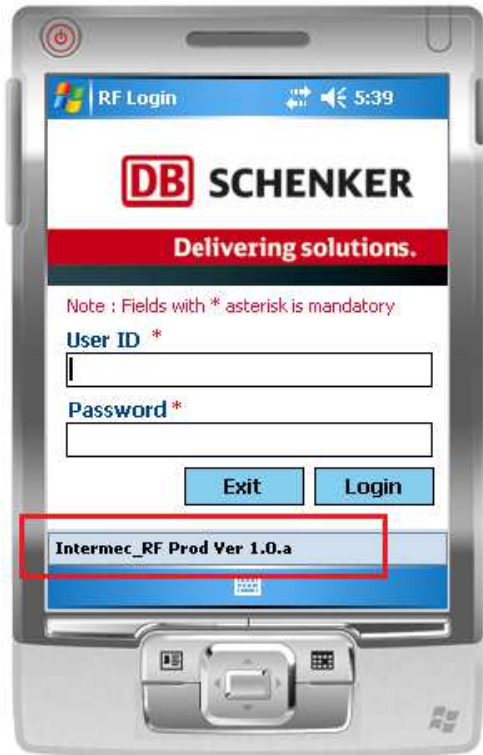 RF Login 5:39
DB SCHENKER
Delivering solutions.
Note : Fields with * asterisk is mandatory
User ID *
Password *
Exit Login
Intermec_RF Prod Ver 1.0.a